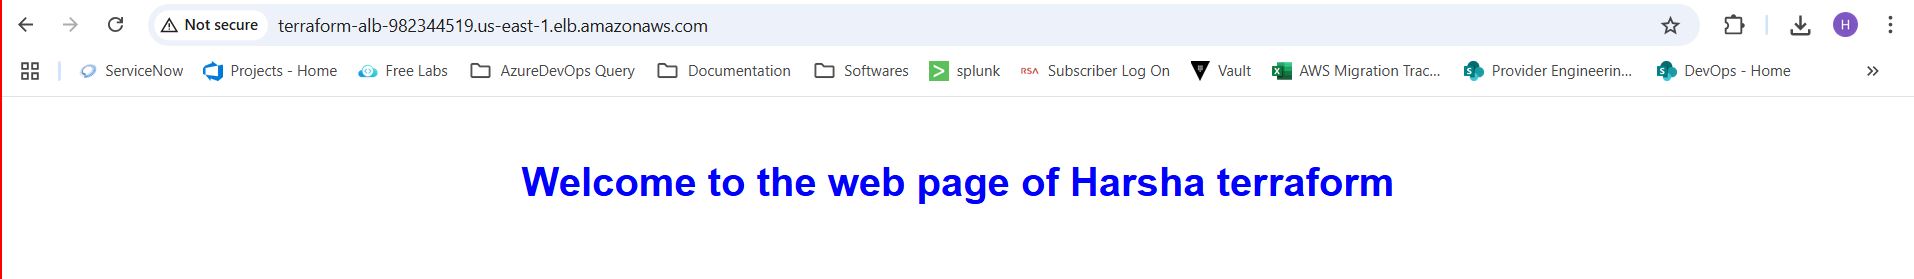 Not secure terraform-alb-982344519.us-east-1.elb.amazonaws.com H
ServiceNow Projects - Home Free Labs AzureDevOps Query Documentation Softwares splunk RSA Subscriber Log On Vault AWS Migration Trac... Provider Engineerin... DevOps - Home
Welcome to the web page of Harsha terraform